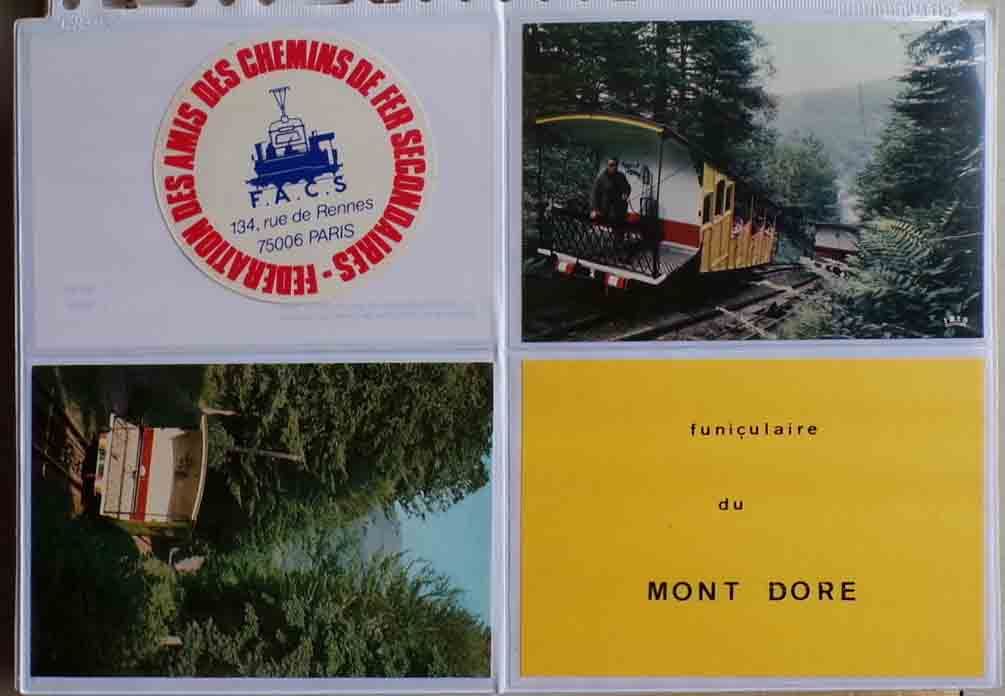 FEDERATION DES AMIS DES CHEMINS DE FER SECONDAIRES -
F.A.C.S
134, rue de Rennes
75006 PARIS
funiçulaire
du
MONT DORE